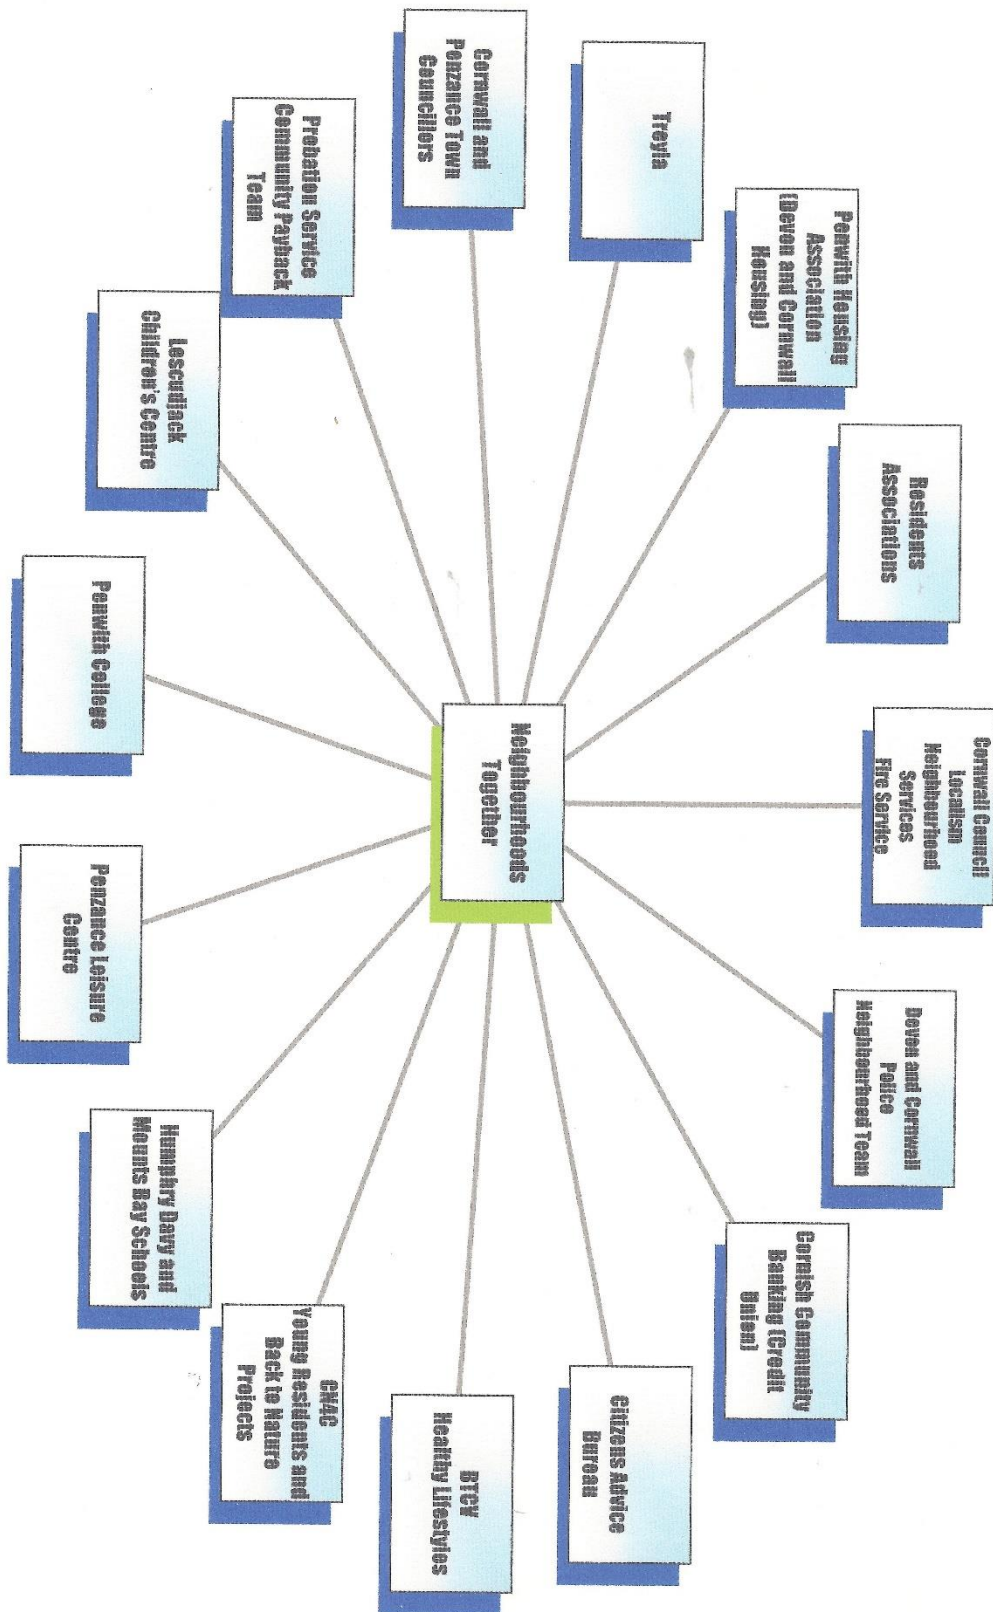 Cornwall Council
Localism
Neighbourhood
Services
Fire Service
Devon and Cornwall
Police
Neighbourhood Team
Cornish Community
Banking (Credit
Union)
Citizens Advice
Bureau
BTCV
Healthy Lifestyles
CN4C
Young Residents and
Back to Nature
Projects
Humphry Davy and
Mounts Bay Schools
Penzance Leisure
Centre
Penwith College
Lescudjack
Children's Centre
Probation Service
Community Payback
Team
Cornwall and
Penzance Town
Councillors
Treyla
Penwith Housing
Association
(Devon and Cornwall
Housing)
Residents
Associations
Neighbourhoods
Together